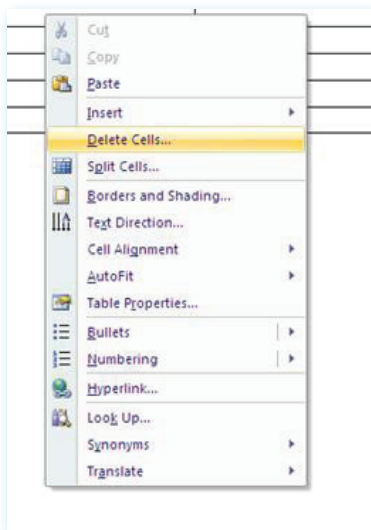 Cut
Copy
Paste
Insert
Delete Cells...
Split Cells...
Borders and Shading...
Text Direction...
Cell Alignment
AutoFit
Table Properties...
Bullets
Numbering
Hyperlink...
Look Up...
Synonyms
Translate